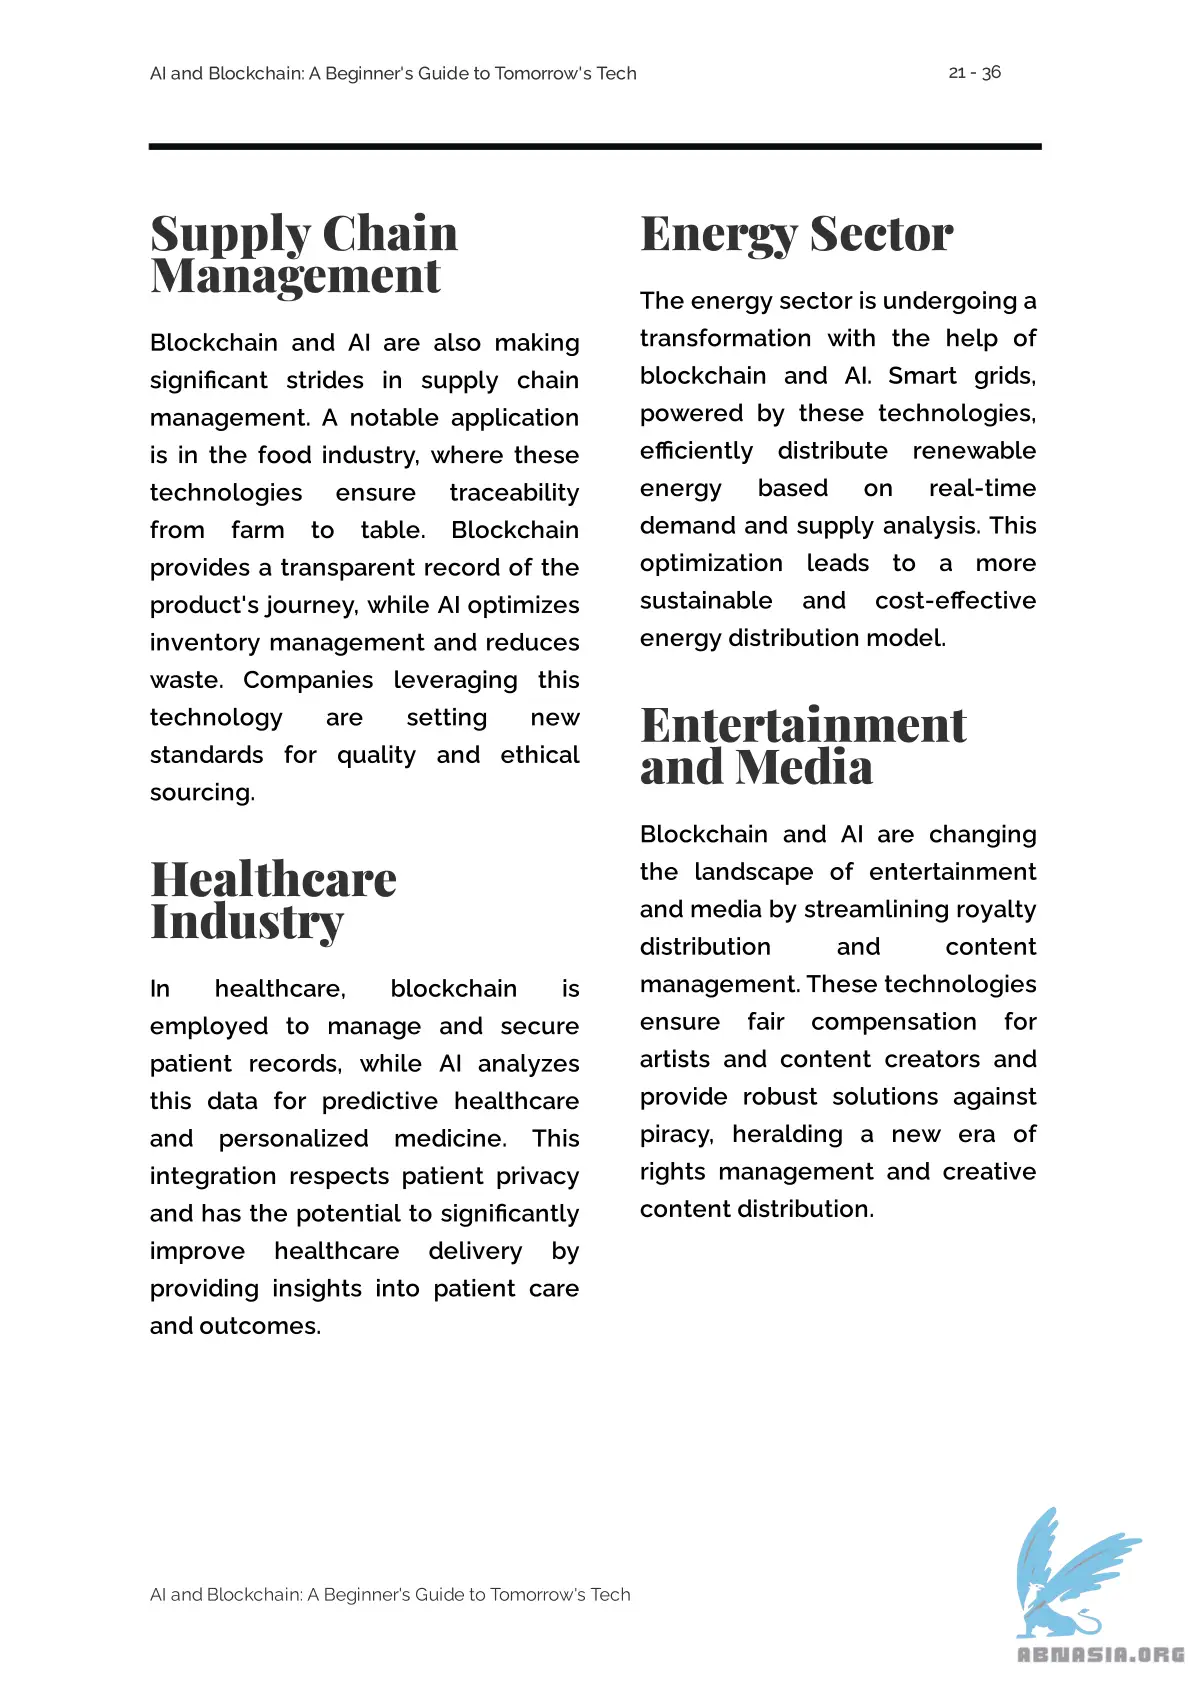 AI and Blockchain: A Beginner's Guide to Tomorrow's Tech
21 - 36
Supply Chain
Management
Blockchain and AI are also making
significant strides in supply chain
management. A notable application
is in the food industry, where these
technologies ensure traceability
from farm to table. Blockchain
provides a transparent record of the
product's journey, while AI optimizes
inventory management and reduces
waste. Companies leveraging this
technology are setting new
standards for quality and ethical
sourcing.
Healthcare
Industry
In healthcare, blockchain is
employed to manage and secure
patient records, while AI analyzes
this data for predictive healthcare
and personalized medicine. This
integration respects patient privacy
and has the potential to significantly
improve healthcare delivery by
providing insights into patient care
and outcomes.
Energy Sector
The energy sector is undergoing a
transformation with the help of
blockchain and AI. Smart grids,
powered by these technologies,
efficiently distribute renewable
energy based on real-time
demand and supply analysis. This
optimization leads to a more
sustainable and cost-effective
energy distribution model.
Entertainment
and Media
Blockchain and AI are changing
the landscape of entertainment
and media by streamlining royalty
distribution and content
management. These technologies
ensure fair compensation for
artists and content creators and
provide robust solutions against
piracy, heralding a new era of
rights management and creative
content distribution.
AI and Blockchain: A Beginner's Guide to Tomorrow's Tech
ABNASIA.ORG